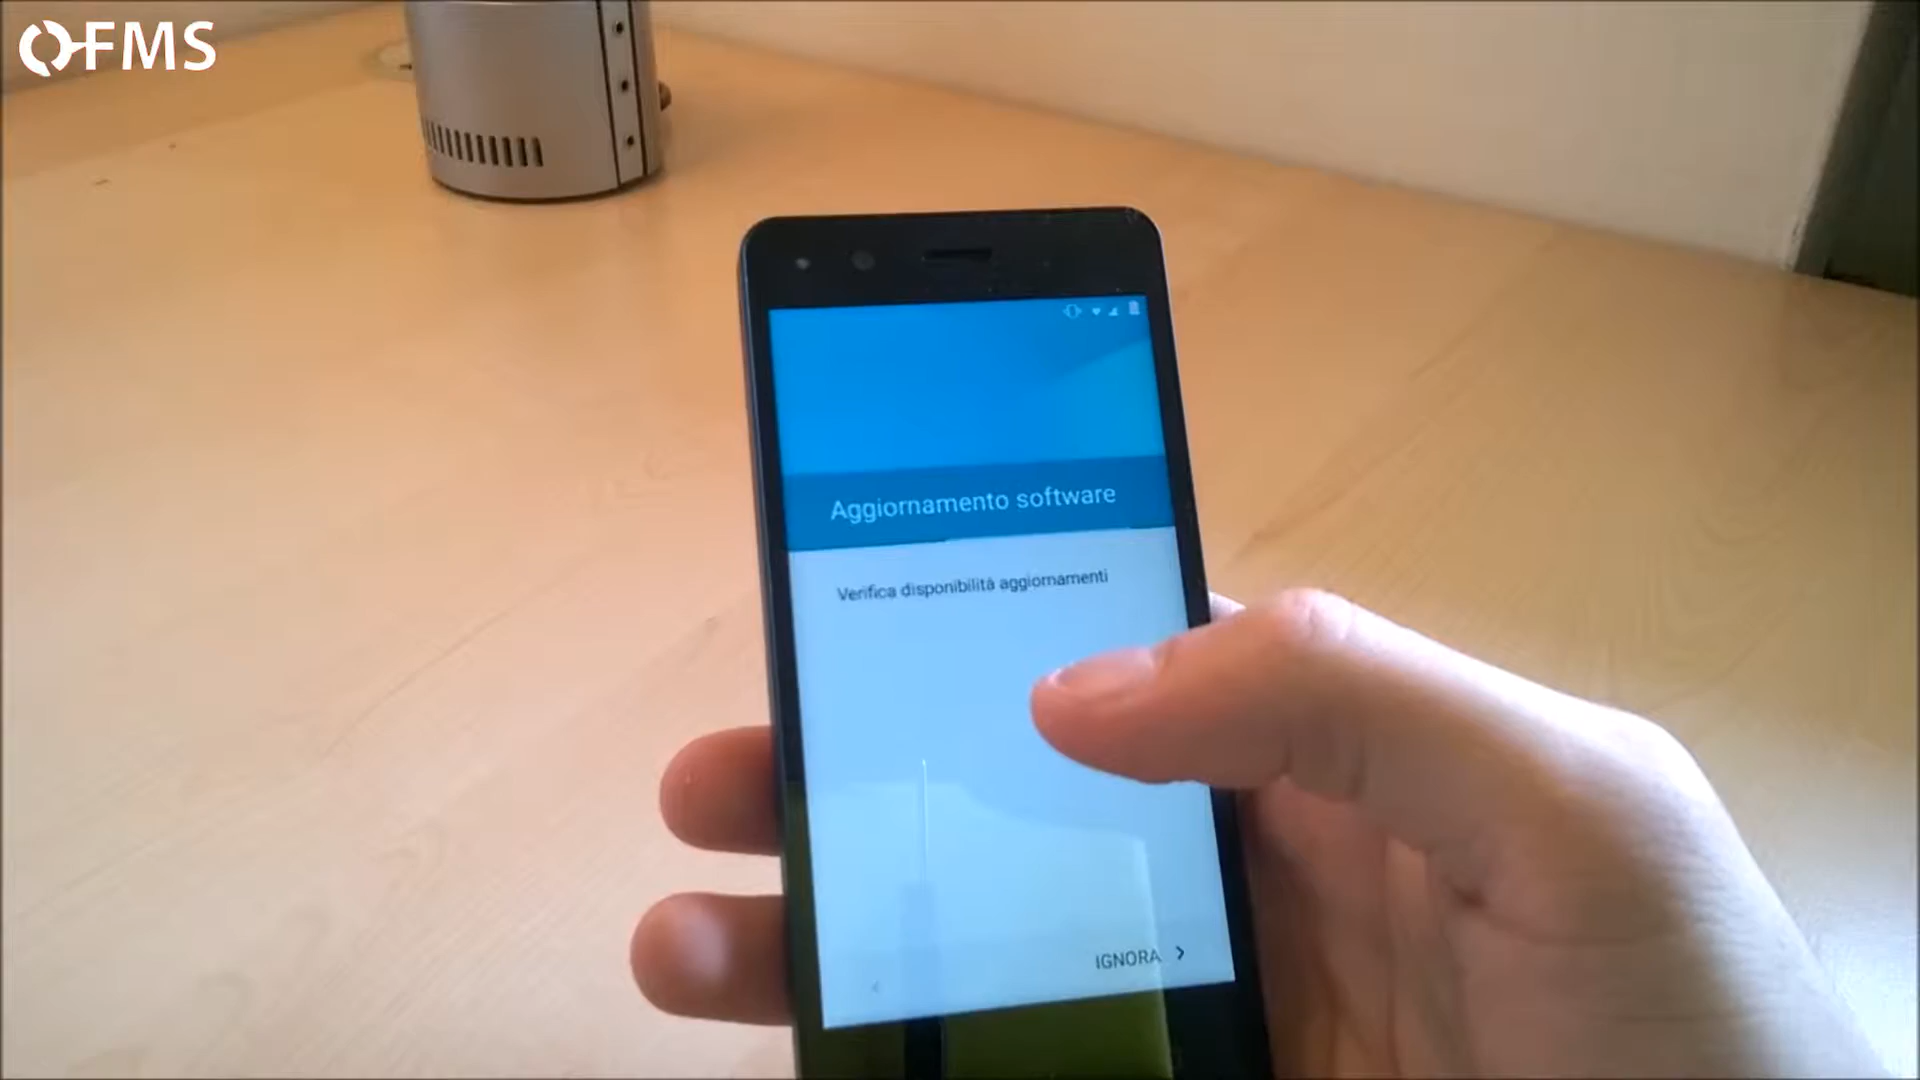 FMS
Aggiornamento software
Verifica disponibilità aggiornamenti
IGNORA